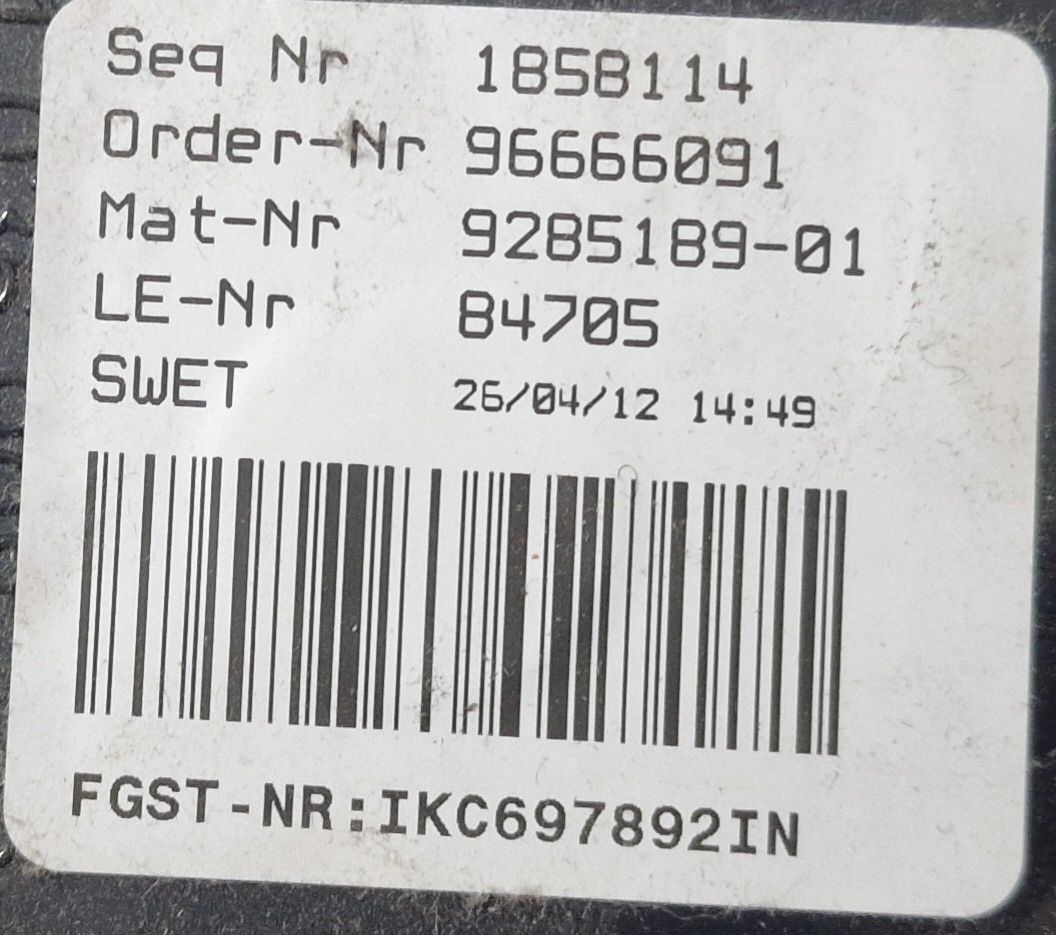 Seq Nr 1858114
Order-Nr 96666091
Mat-Nr 9285189-01
LE-Nr 84705
SWET 26/04/12 14:49
FGST-NR:IKC697892IN